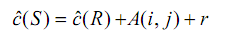 ĉ(S) = ĉ(R) + A(i, j) + r